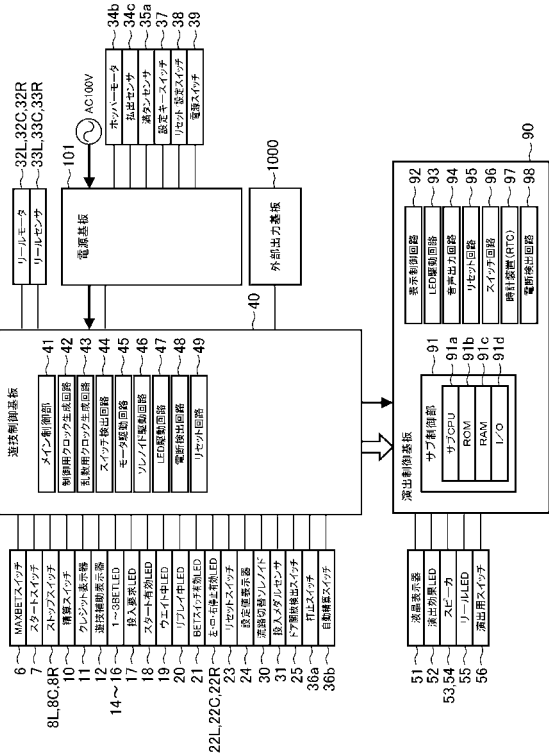 34b
34c
35a
37
38
39
ホッパーモータ
払出センサ
満タンセンサ
設定キースイッチ
リセット/設定スイッチ
電源スイッチ
AC100V
32L,32C,32R
33L,33C,33R
リールモータ
リールセンサ
101
電源基板
1000
外部出力基板
40
遊技制御基板
メイン制御部 41
制御用クロック生成回路 42
乱数用クロック生成回路 43
スイッチ検出回路 44
モータ駆動回路 45
ソレノイド駆動回路 46
LED駆動回路 47
電断検出回路 48
リセット回路 49
6 MAXBETスイッチ
7 スタートスイッチ
8L,8C,8R ストップスイッチ
10 精算スイッチ
11 クレジット表示器
12 遊技補助表示器
14～16 1～3BETLED
17 投入要求LED
18 スタート有効LED
19 ウエイト中LED
20 リプレイ中LED
21 BETスイッチ有効LED
22L,22C,22R 左・中・右停止有効LED
23 リセットスイッチ
24 設定値表示器
30 流路切替ソレノイド
31 投入メダルセンサ
25 ドア開放検出スイッチ
36a 打止スイッチ
36b 自動精算スイッチ
90
演出制御基板
91
サブ制御部
サブCPU 91a
ROM 91b
RAM 91c
I/O 91d
表示制御回路 92
LED駆動回路 93
音声出力回路 94
リセット回路 95
スイッチ回路 96
時計装置(RTC) 97
電断検出回路 98
51 液晶表示器
52 演出効果LED
53,54 スピーカ
55 リールLED
56 演出用スイッチ